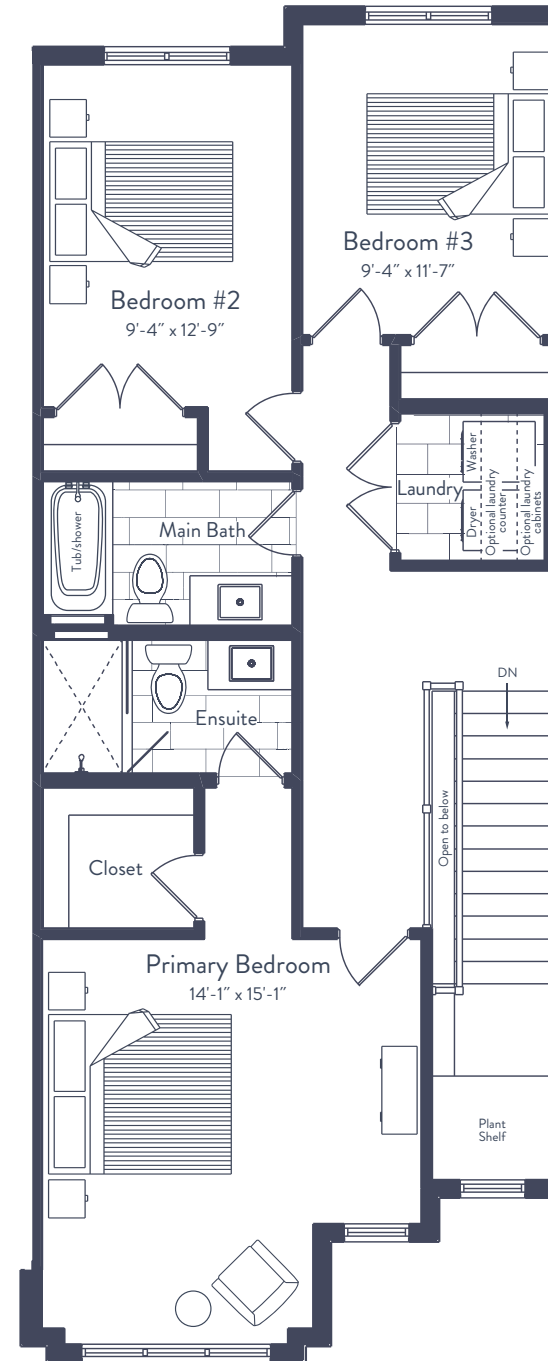 Bedroom #3
9'-4" x 11'-7"
Bedroom #2
9'-4" x 12'-9"
Washer
Dryer
Laundry
Optional laundry
counter
Optional laundry
cabinets
Tub/shower
Main Bath
DN
Ensuite
Open to below
Closet
Primary Bedroom
14'-1" x 15'-1"
Plant
Shelf